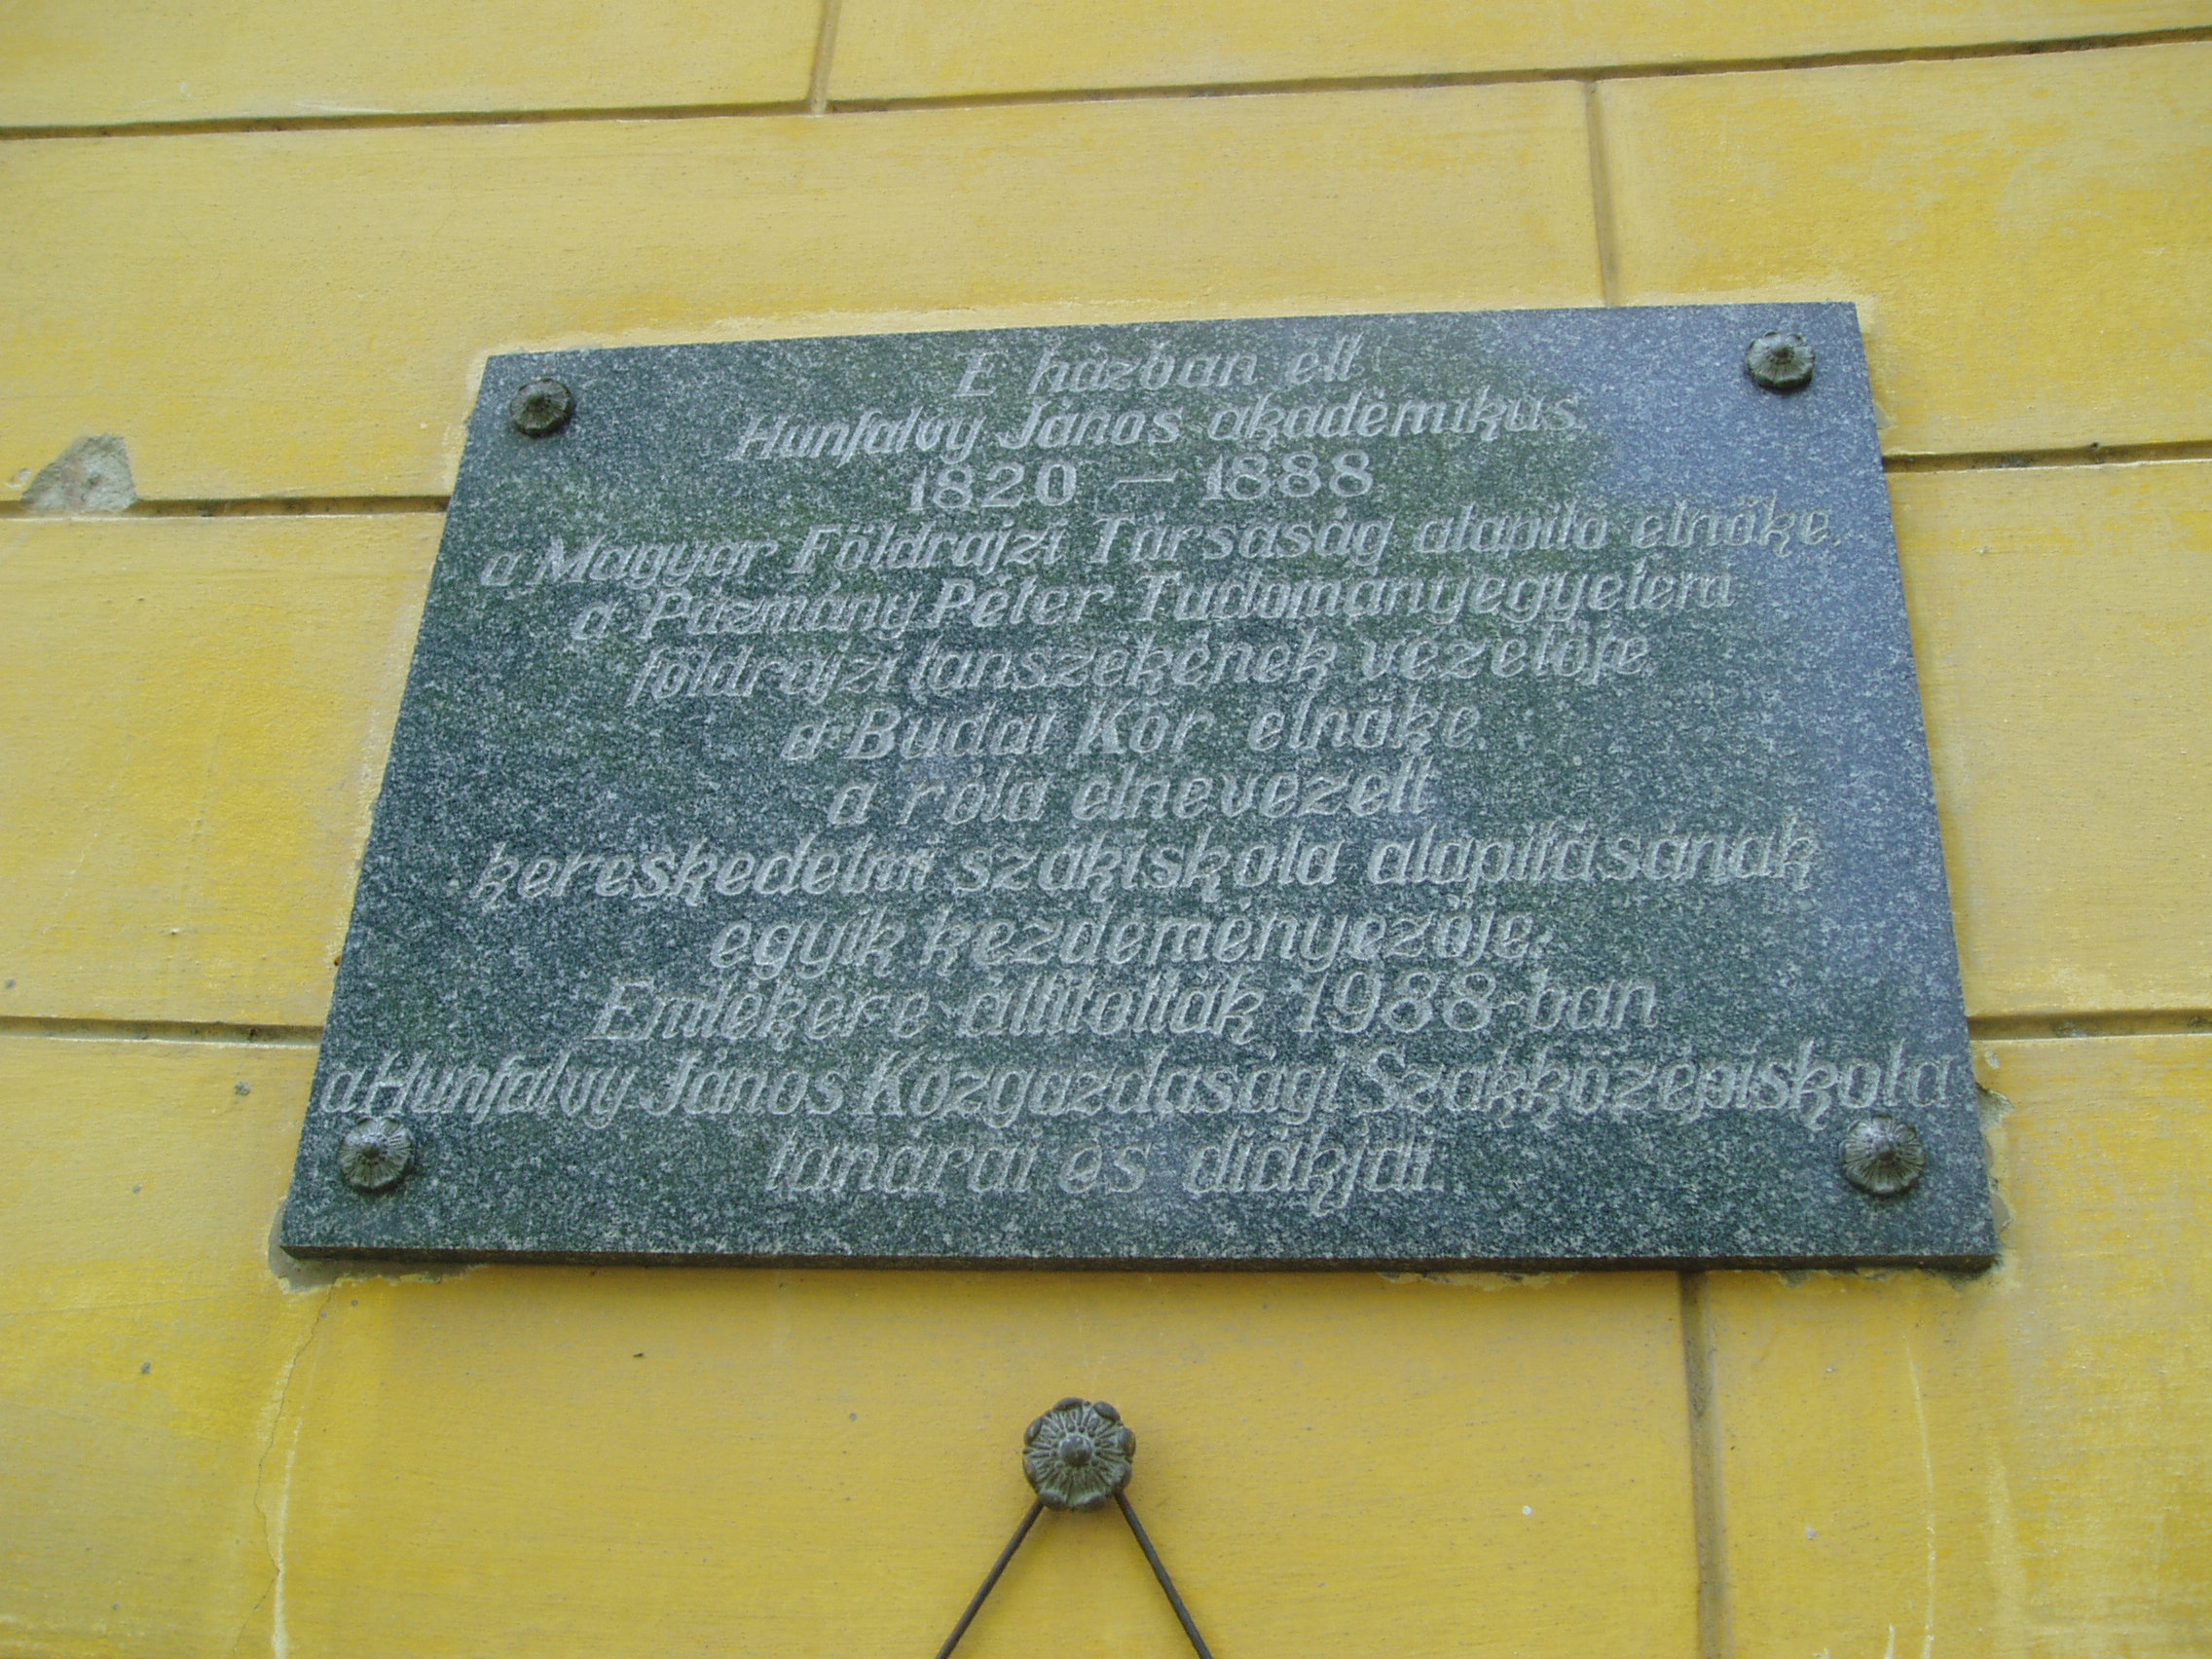 E házban élt
Hunfalvy János akadémikus.
1820 — 1888
a Magyar Földrajzi Társaság alapító elnöke.
a Pázmány Péter Tudományegyetem
földrajzi tanszékének vezetője.
a Budai Kör elnöke.
a róla elnevezett
kereskedelmi szakiskola alapításának
egyik kezdeményezője.
Emlékére állították 1988-ban
a Hunfalvy János Közgazdasági Szakközépiskola
tanárai és diákjai.